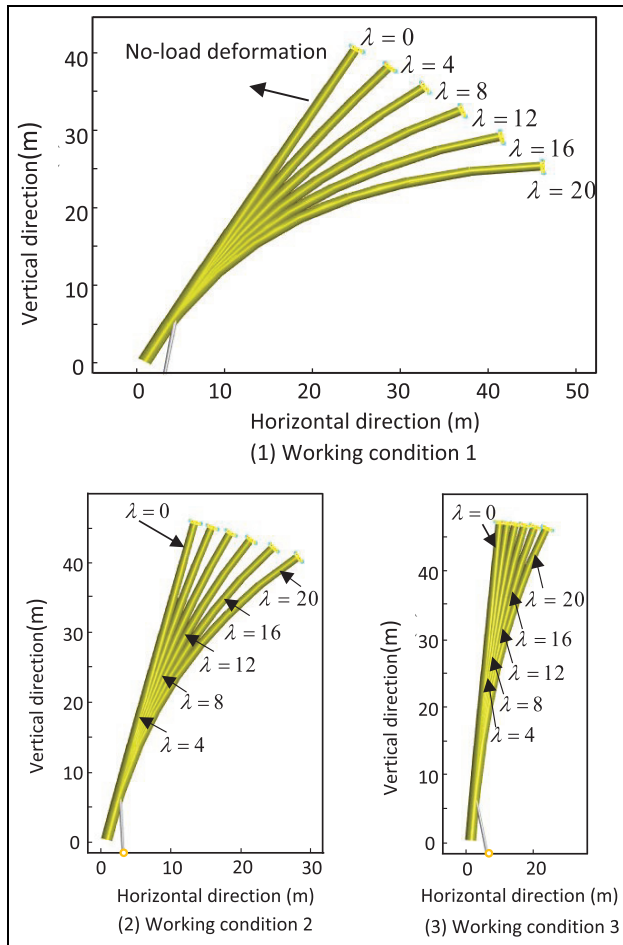 No-load deformation
λ = 0
λ = 4
λ = 8
λ = 12
λ = 16
λ = 20
Vertical direction(m)
40
30
20
10
0
0 10 20 30 40 50
Horizontal direction (m)
(1) Working condition 1
λ = 0
λ = 20
λ = 16
λ = 12
λ = 8
λ = 4
Vertical direction(m)
40
30
20
10
0
0 10 20 30
Horizontal direction (m)
(2) Working condition 2
λ = 0
λ = 20
λ = 16
λ = 12
λ = 8
λ = 4
Vertical direction(m)
40
30
20
10
0
0 20
Horizontal direction (m)
(3) Working condition 3